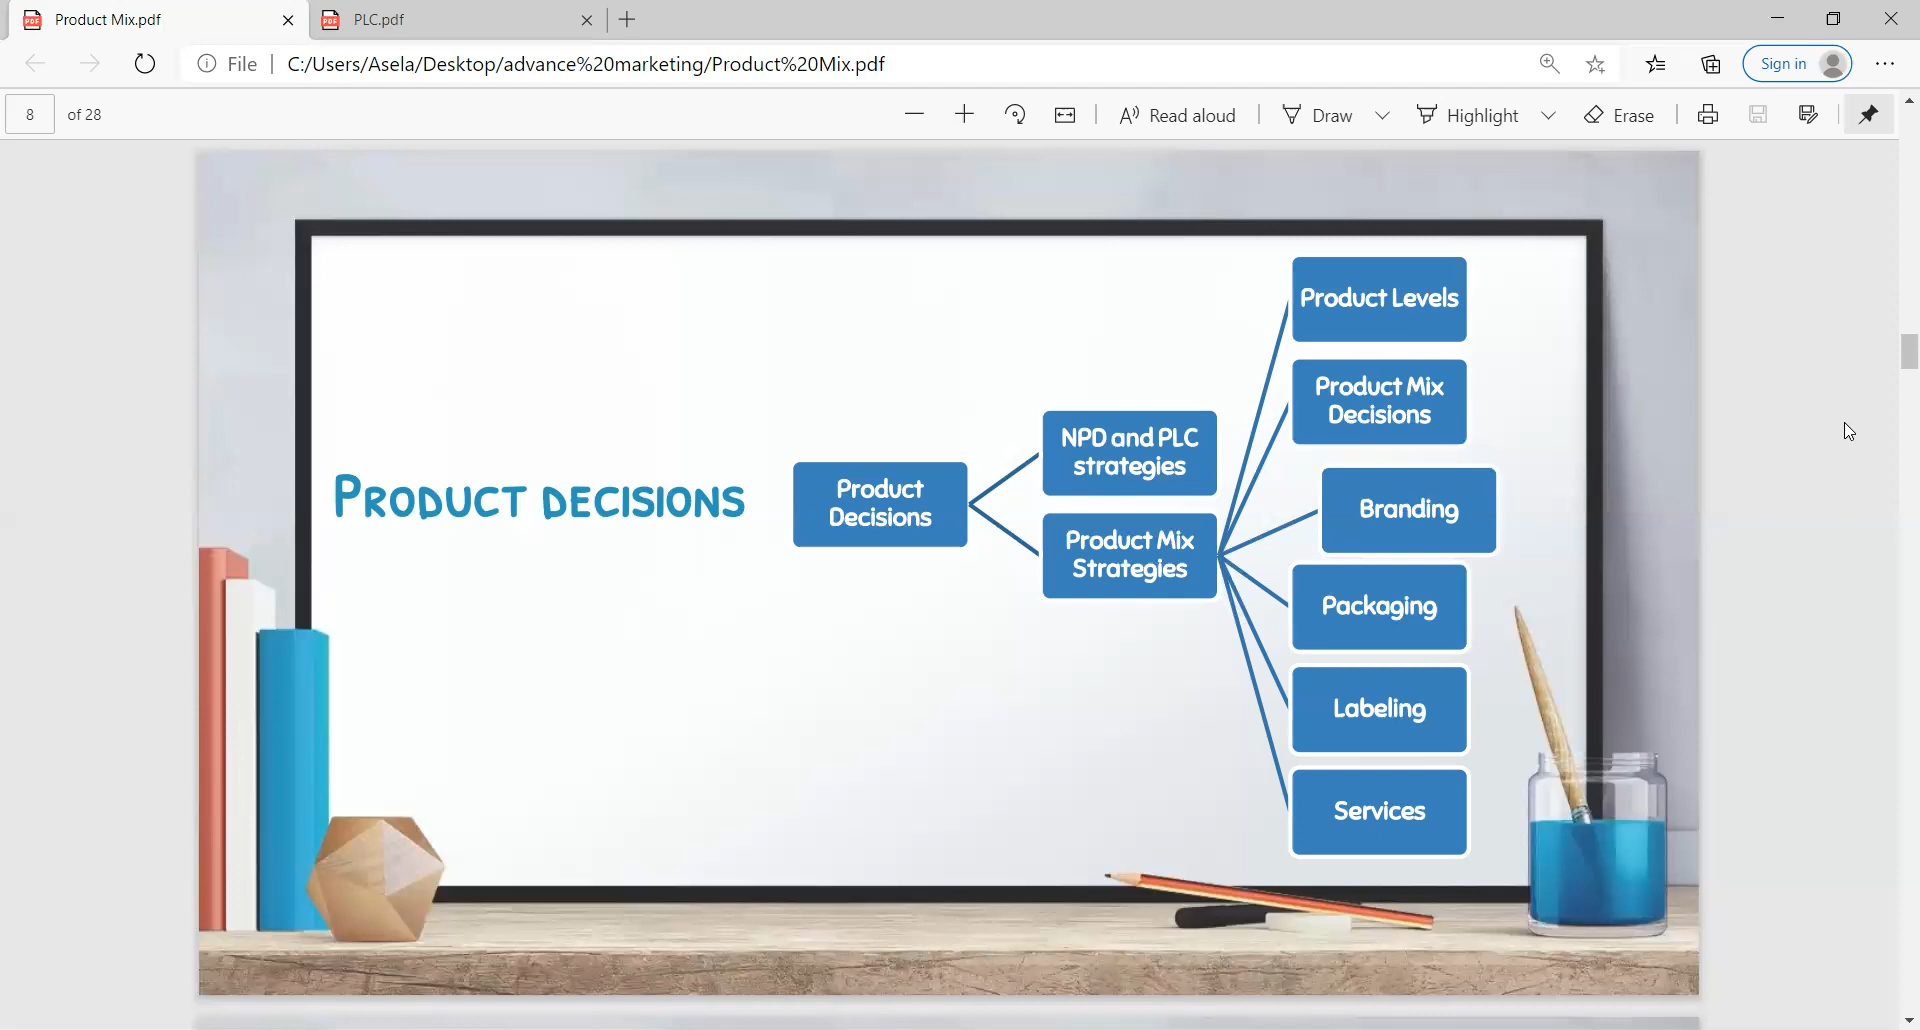 Product Mix.pdf
PLC.pdf
File
C:/Users/Asela/Desktop/advance%20marketing/Product%20Mix.pdf
Sign in
8
of 28
Read aloud
Draw
Highlight
Erase
PRODUCT DECISIONS
Product
Decisions
NPD and PLC
strategies
Product Mix
Strategies
Product Levels
Product Mix
Decisions
Branding
Packaging
Labeling
Services